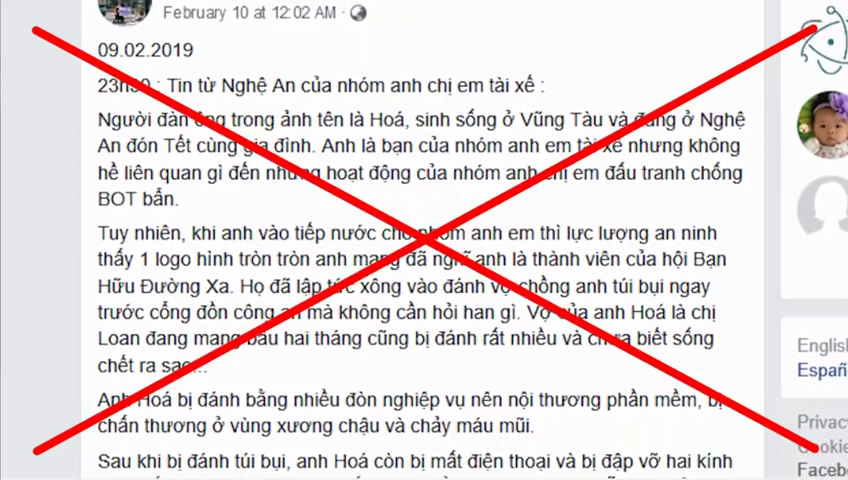 February 10 at 12:02 AM ·
09.02.2019
23h30 : Tin từ Nghệ An của nhóm anh chị em tài xế :
Người đàn ông trong ảnh tên là Hoá, sinh sống ở Vũng Tàu và đang ở Nghệ
An đón Tết cùng gia đình. Anh là bạn của nhóm anh em tài xế nhưng không
hề liên quan gì đến những hoạt động của nhóm anh chị em đấu tranh chống
BOT bẩn.
Tuy nhiên, khi anh vào tiếp nước cho nhóm anh em thì lực lượng an ninh
thấy 1 logo hình tròn tròn anh mang đã nghĩ anh là thành viên của hội Bạn
Hữu Đường Xa. Họ đã lập tức xông vào đánh vợ chồng anh túi bụi ngay
trước cổng đồn công an mà không cần hỏi han gì. Vợ của anh Hoá là chị
Loan đang mang bầu hai tháng cũng bị đánh rất nhiều và chưa biết sống
chết ra sao...
Anh Hoá bị đánh bằng nhiều đòn nghiệp vụ nên nội thương phần mềm, bị
chấn thương ở vùng xương chậu và chảy máu mũi.
Sau khi bị đánh túi bụi, anh Hoá còn bị mất điện thoại và bị đập vỡ hai kính
English
Españ
Privacy
Cookie
Faceb